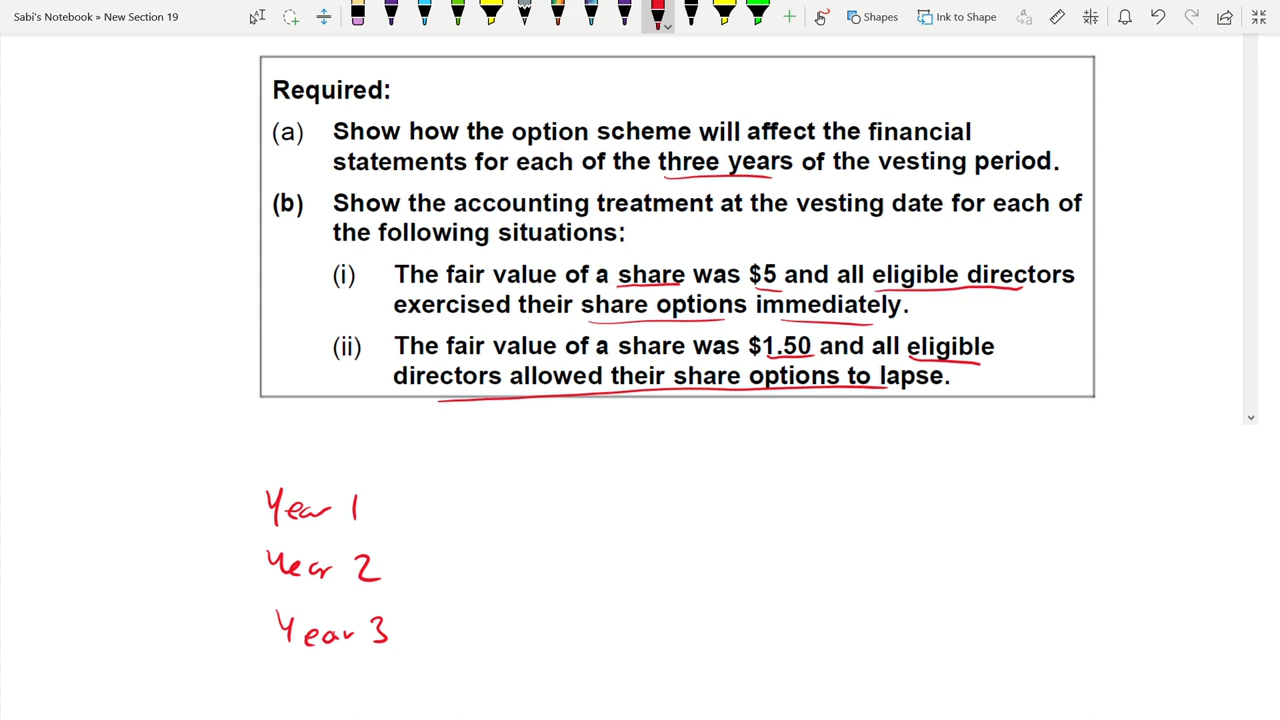 Sabi's Notebook » New Section 19
Shapes
Ink to Shape
Required:
(a) Show how the option scheme will affect the financial
statements for each of the three years of the vesting period.
(b) Show the accounting treatment at the vesting date for each of
the following situations:
(i) The fair value of a share was $5 and all eligible directors
exercised their share options immediately.
(ii) The fair value of a share was $1.50 and all eligible
directors allowed their share options to lapse.
Year 1
Year 2
Year 3